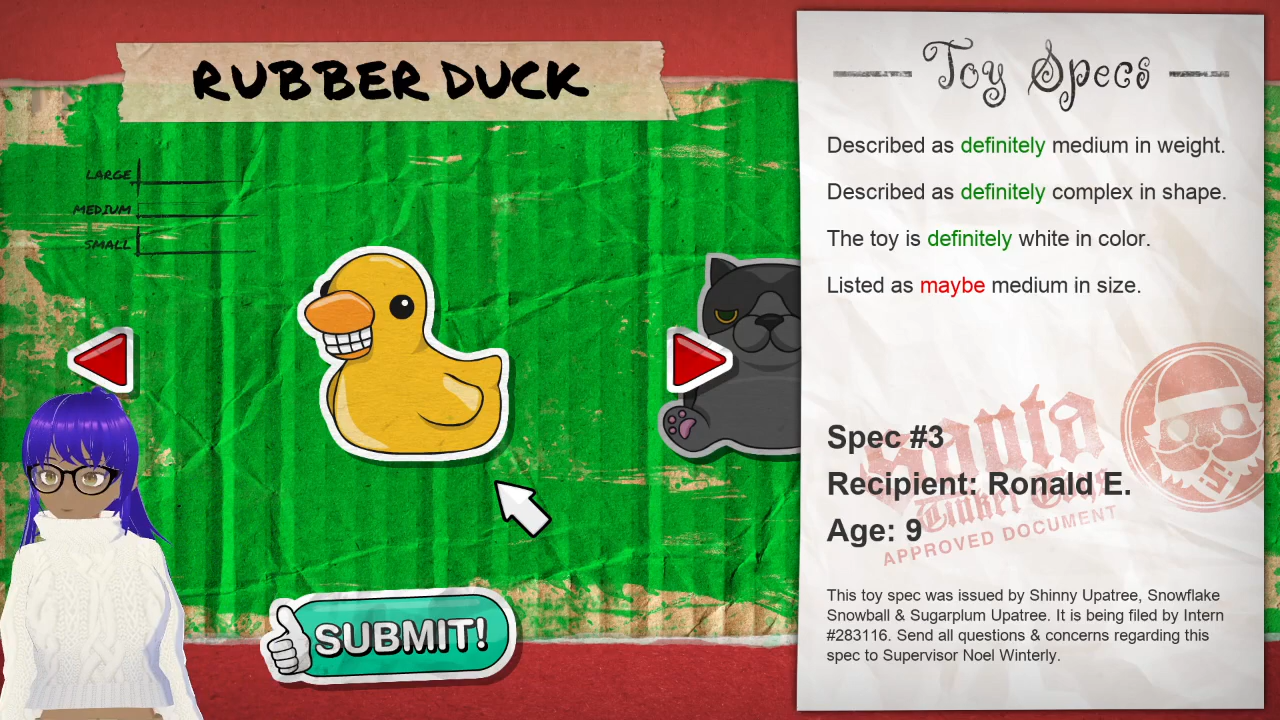 RUBBER DUCK
LARGE
MEDIUM
SMALL
SUBMIT!
Toy Specs
Described as definitely medium in weight.
Described as definitely complex in shape.
The toy is definitely white in color.
Listed as maybe medium in size.
Santa
Tinker Toys
APPROVED DOCUMENT
Spec #3
Recipient: Ronald E.
Age: 9
This toy spec was issued by Shinny Upatree, Snowflake
Snowball & Sugarplum Upatree. It is being filed by Intern
#283116. Send all questions & concerns regarding this
spec to Supervisor Noel Winterly.